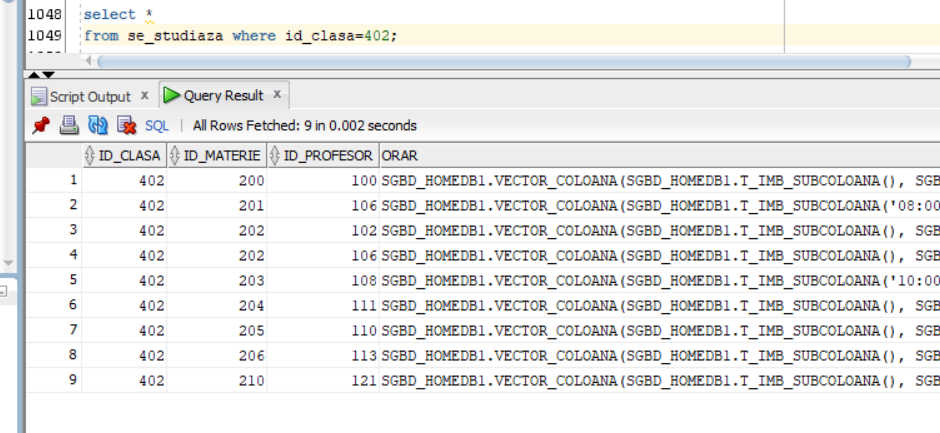 1048 select *
1049 from se_studiaza where id_clasa=402;
Script Output x Query Result x
SQL | All Rows Fetched: 9 in 0.002 seconds
ID_CLASA ID_MATERIE ID_PROFESOR ORAR
1 402 200 100 SGBD_HOMEDB1.VECTOR_COLOANA(SGBD_HOMEDB1.T_IMB_SUBCOLOANA(), SGB
2 402 201 106 SGBD_HOMEDB1.VECTOR_COLOANA(SGBD_HOMEDB1.T_IMB_SUBCOLOANA('08:00
3 402 202 102 SGBD_HOMEDB1.VECTOR_COLOANA(SGBD_HOMEDB1.T_IMB_SUBCOLOANA(), SGB
4 402 202 106 SGBD_HOMEDB1.VECTOR_COLOANA(SGBD_HOMEDB1.T_IMB_SUBCOLOANA(), SGB
5 402 203 108 SGBD_HOMEDB1.VECTOR_COLOANA(SGBD_HOMEDB1.T_IMB_SUBCOLOANA('10:00
6 402 204 111 SGBD_HOMEDB1.VECTOR_COLOANA(SGBD_HOMEDB1.T_IMB_SUBCOLOANA(), SGB
7 402 205 110 SGBD_HOMEDB1.VECTOR_COLOANA(SGBD_HOMEDB1.T_IMB_SUBCOLOANA(), SGB
8 402 206 113 SGBD_HOMEDB1.VECTOR_COLOANA(SGBD_HOMEDB1.T_IMB_SUBCOLOANA(), SGB
9 402 210 121 SGBD_HOMEDB1.VECTOR_COLOANA(SGBD_HOMEDB1.T_IMB_SUBCOLOANA(), SGB